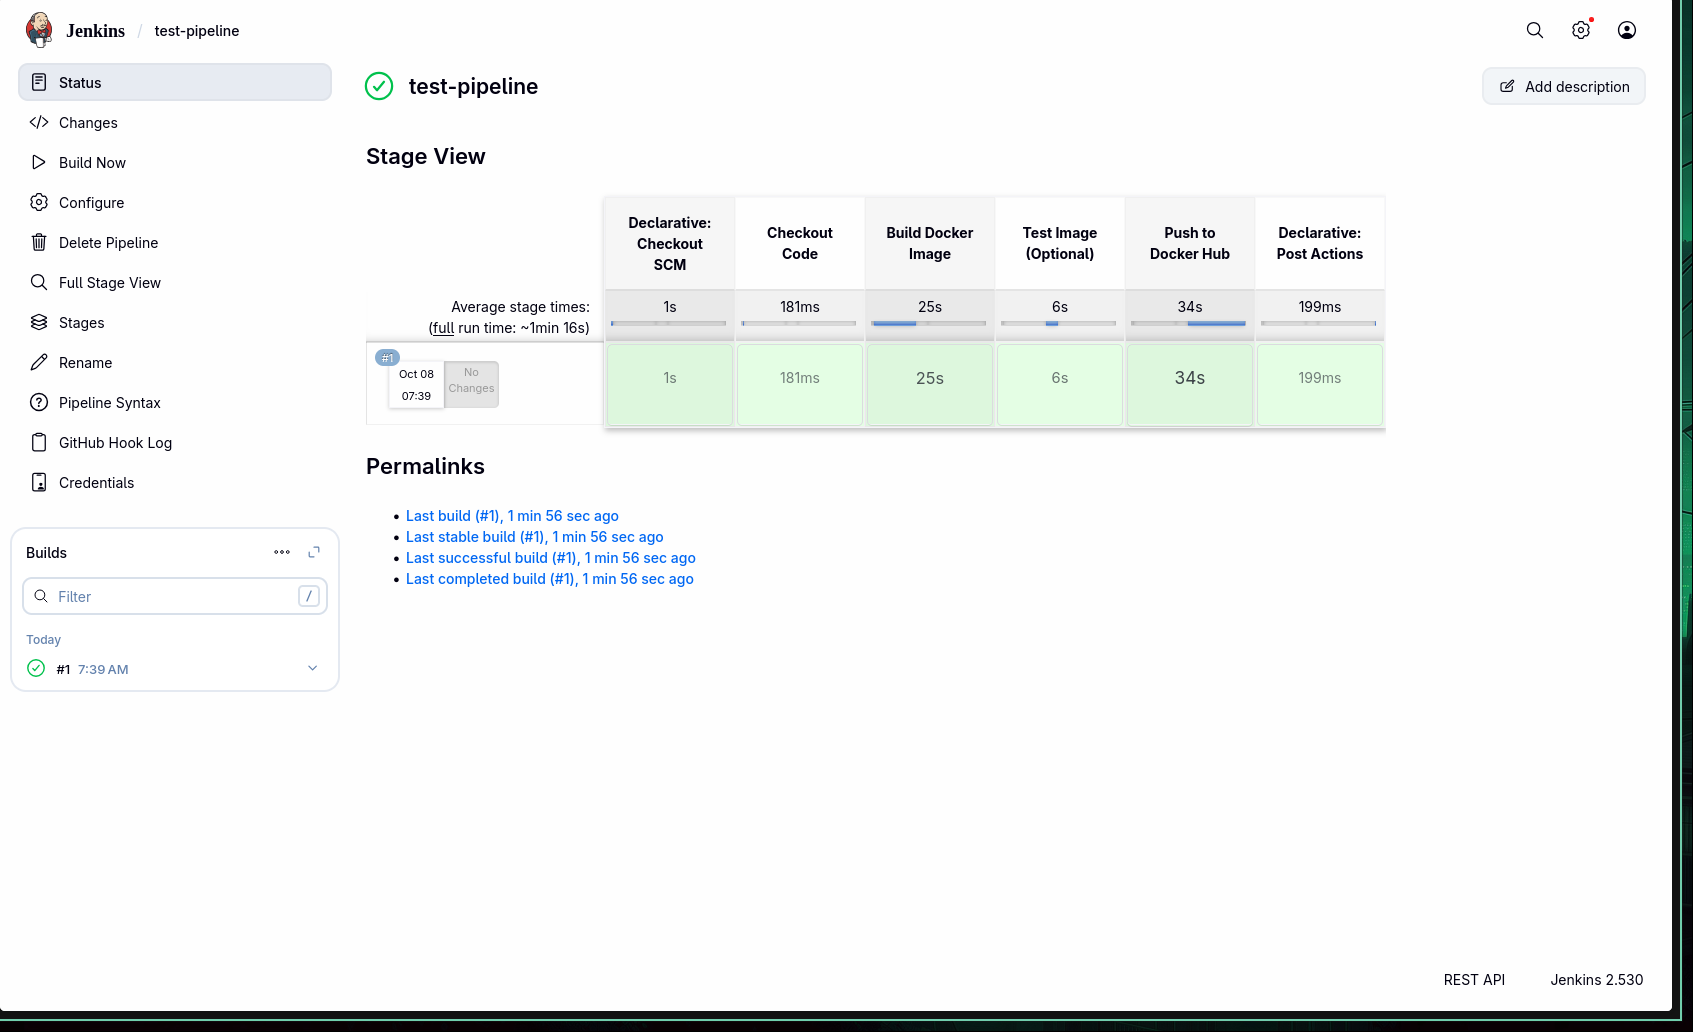 Jenkins / test-pipeline
Status
Changes
Build Now
Configure
Delete Pipeline
Full Stage View
Stages
Rename
Pipeline Syntax
GitHub Hook Log
Credentials
Builds
Filter /
Today
#1 7:39 AM
test-pipeline
Add description
Stage View
Declarative:
Checkout
SCM
Checkout
Code
Build Docker
Image
Test Image
(Optional)
Push to
Docker Hub
Declarative:
Post Actions
Average stage times:
(full run time: ~1min 16s)
1s 181ms 25s 6s 34s 199ms
#1
Oct 08
07:39
No
Changes
1s 181ms 25s 6s 34s 199ms
Permalinks
• Last build (#1), 1 min 56 sec ago
• Last stable build (#1), 1 min 56 sec ago
• Last successful build (#1), 1 min 56 sec ago
• Last completed build (#1), 1 min 56 sec ago
REST API Jenkins 2.530